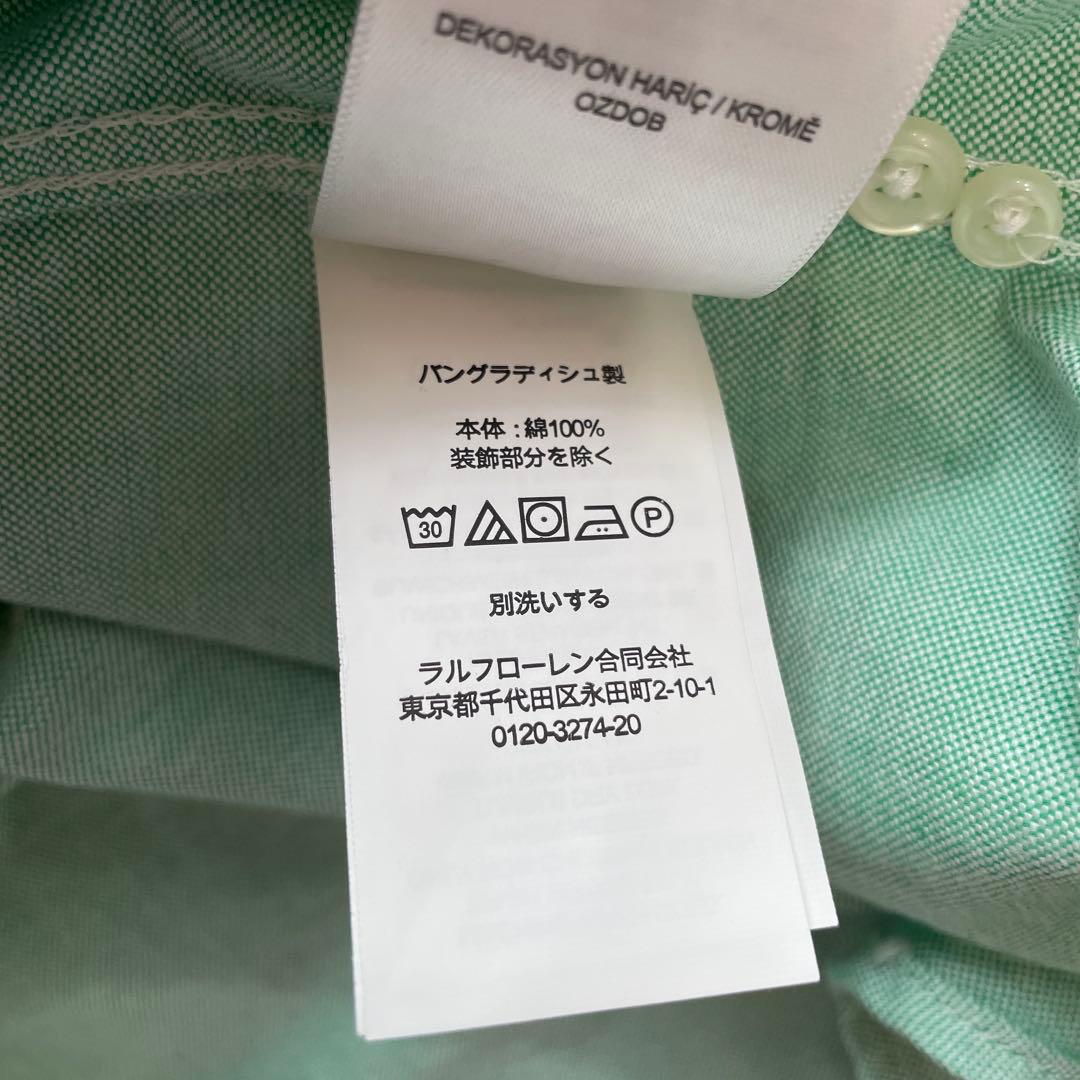 DEKORASYON HARİÇ / KROMĚ
OZDOB
バングラディシュ製
本体 : 綿100%
装飾部分を除く
30 P
別洗いする
ラルフローレン合同会社
東京都千代田区永田町2-10-1
0120-3274-20